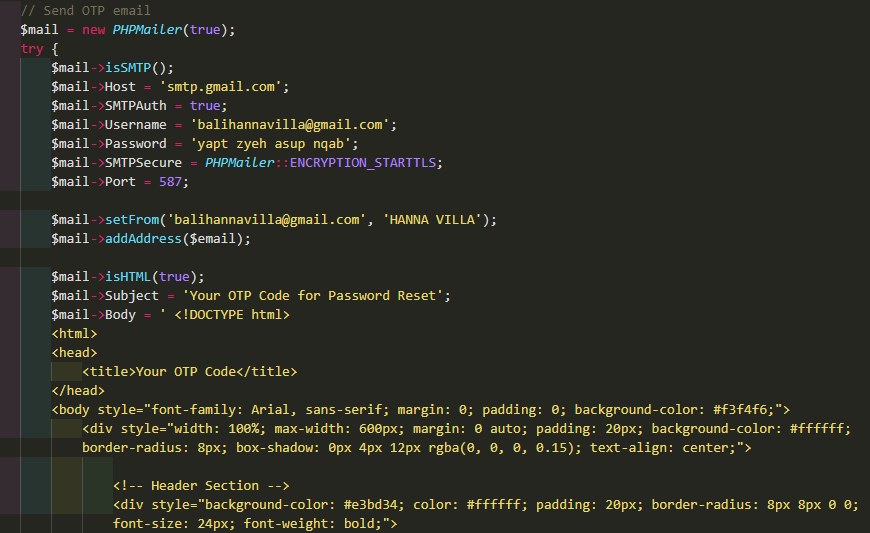 // Send OTP email
$mail = new PHPMailer(true);
try {
$mail->isSMTP();
$mail->Host = 'smtp.gmail.com';
$mail->SMTPAuth = true;
$mail->Username = 'balihannavilla@gmail.com';
$mail->Password = 'yapt zyeh asup nqab';
$mail->SMTPSecure = PHPMailer::ENCRYPTION_STARTTLS;
$mail->Port = 587;
$mail->setFrom('balihannavilla@gmail.com', 'HANNA VILLA');
$mail->addAddress($email);
$mail->isHTML(true);
$mail->Subject = 'Your OTP Code for Password Reset';
$mail->Body = ' <!DOCTYPE html>
<html>
<head>
<title>Your OTP Code</title>
</head>
<body style="font-family: Arial, sans-serif; margin: 0; padding: 0; background-color: #f3f4f6;">
<div style="width: 100%; max-width: 600px; margin: 0 auto; padding: 20px; background-color: #ffffff;
border-radius: 8px; box-shadow: 0px 4px 12px rgba(0, 0, 0, 0.15); text-align: center;">
<!-- Header Section -->
<div style="background-color: #e3bd34; color: #ffffff; padding: 20px; border-radius: 8px 8px 0 0;
font-size: 24px; font-weight: bold;">